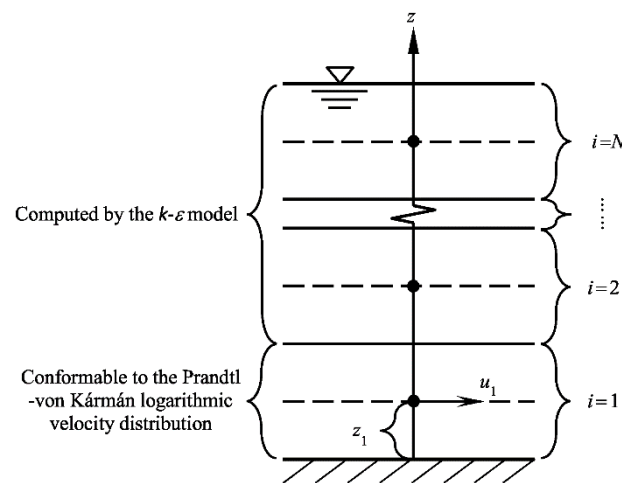 z
i=N
Computed by the k-ε model
......
i=2
Conformable to the Prandtl
-von Kármán logarithmic
velocity distribution
u₁
i=1
z₁